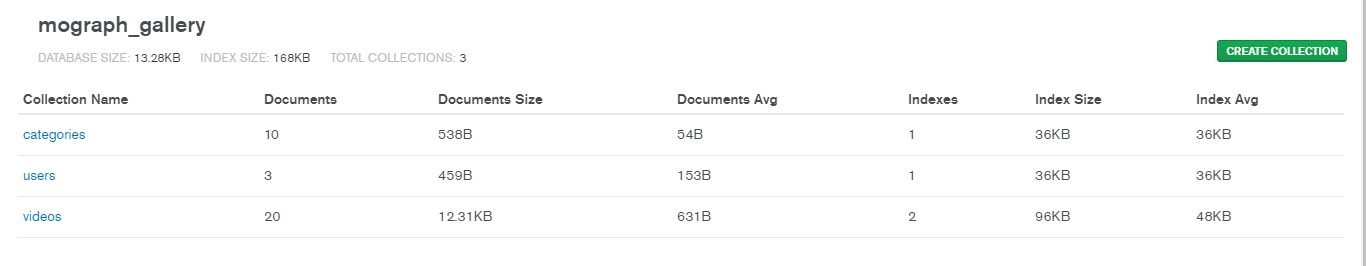 mograph_gallery
DATABASE SIZE: 13.28KB INDEX SIZE: 168KB TOTAL COLLECTIONS: 3
CREATE COLLECTION
Collection Name Documents Documents Size Documents Avg Indexes Index Size Index Avg
categories 10 538B 54B 1 36KB 36KB
users 3 459B 153B 1 36KB 36KB
videos 20 12.31KB 631B 2 96KB 48KB